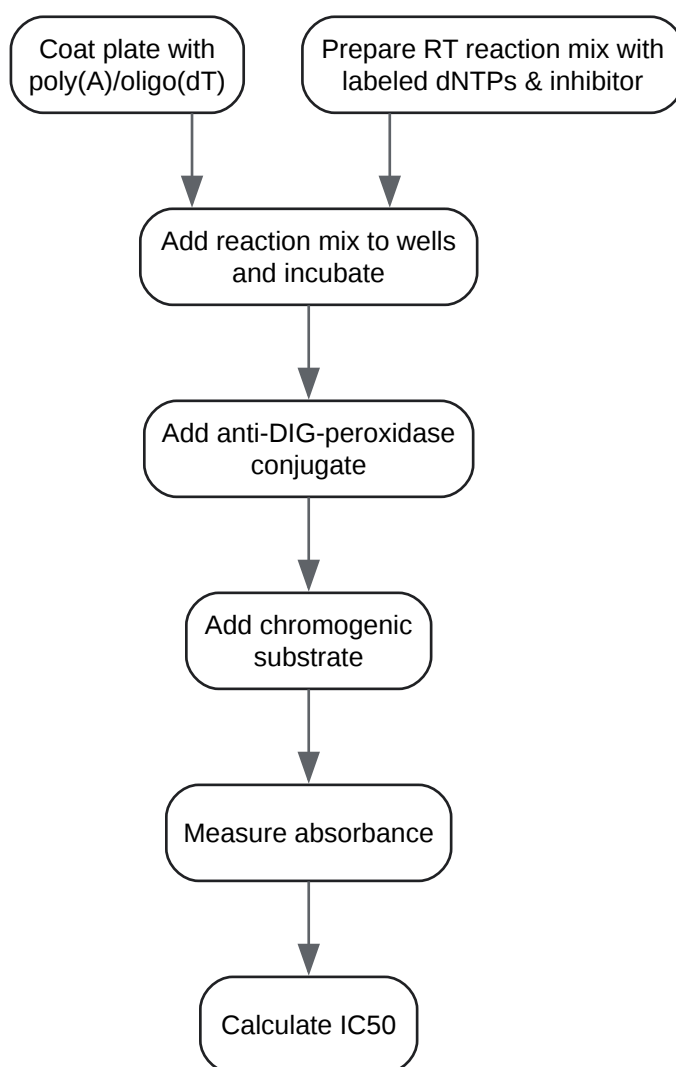 Coat plate with
poly(A)/oligo(dT)
Prepare RT reaction mix with
labeled dNTPs & inhibitor
Add reaction mix to wells
and incubate
Add anti-DIG-peroxidase
conjugate
Add chromogenic
substrate
Measure absorbance
Calculate IC50